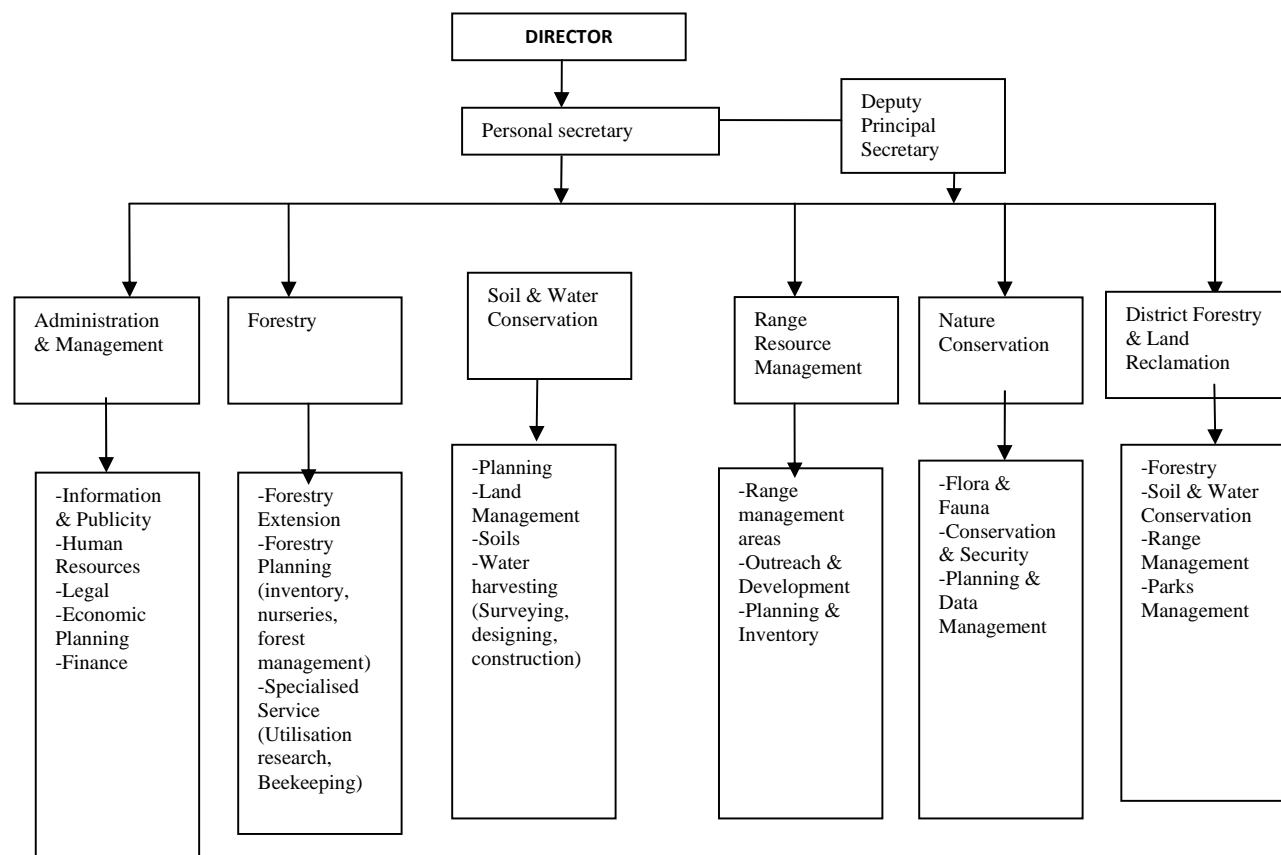 DIRECTOR
Personal secretary
Deputy
Principal
Secretary
Administration
& Management
Forestry
Soil & Water
Conservation
Range
Resource
Management
Nature
Conservation
District Forestry
& Land
Reclamation
-Information
& Publicity
-Human
Resources
-Legal
-Economic
Planning
-Finance
-Forestry
Extension
-Forestry
Planning
(inventory,
nurseries,
forest
management)
-Specialised
Service
(Utilisation
research,
Beekeeping)
-Planning
-Land
Management
-Soils
-Water
harvesting
(Surveying,
designing,
construction)
-Range
management
areas
-Outreach &
Development
-Planning &
Inventory
-Flora &
Fauna
-Conservation
& Security
-Planning &
Data
Management
-Forestry
-Soil & Water
Conservation
-Range
Management
-Parks
Management